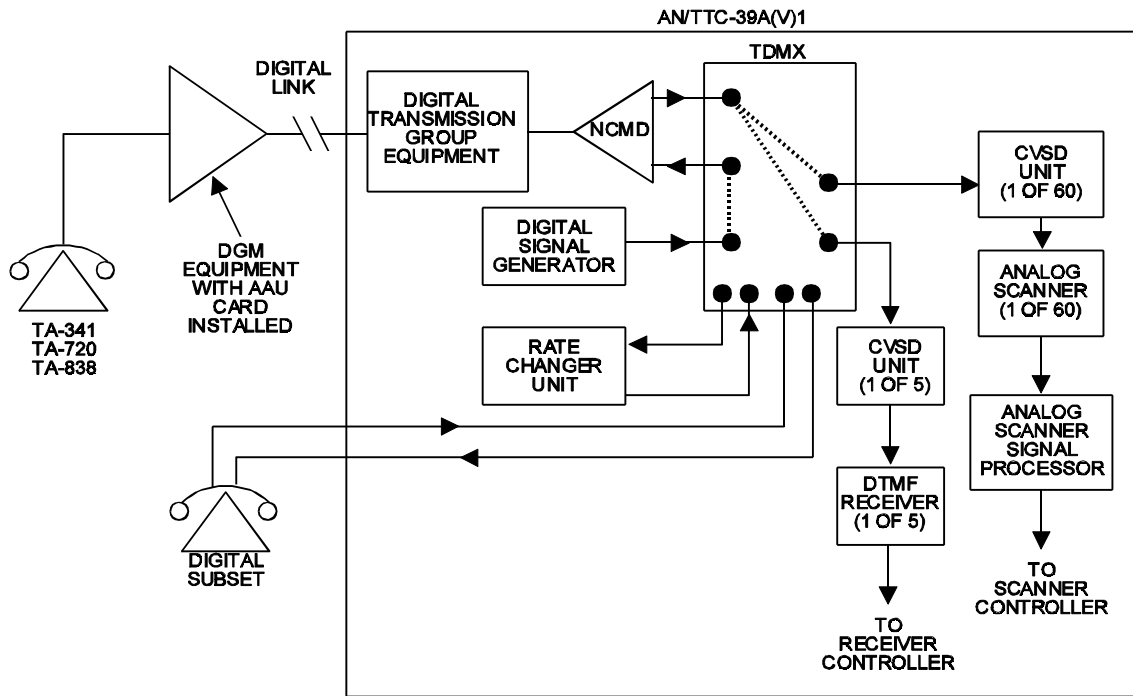 AN/TTC-39A(V)1
TDMX
DIGITAL
LINK
DIGITAL
TRANSMISSION
GROUP
EQUIPMENT
NCMD
CVSD
UNIT
(1 OF 60)
DIGITAL
SIGNAL
GENERATOR
DGM
EQUIPMENT
WITH AAU
CARD
INSTALLED
ANALOG
SCANNER
(1 OF 60)
TA-341
TA-720
TA-838
RATE
CHANGER
UNIT
CVSD
UNIT
(1 OF 5)
ANALOG
SCANNER
SIGNAL
PROCESSOR
DTMF
RECEIVER
(1 OF 5)
DIGITAL
SUBSET
TO
SCANNER
CONTROLLER
TO
RECEIVER
CONTROLLER